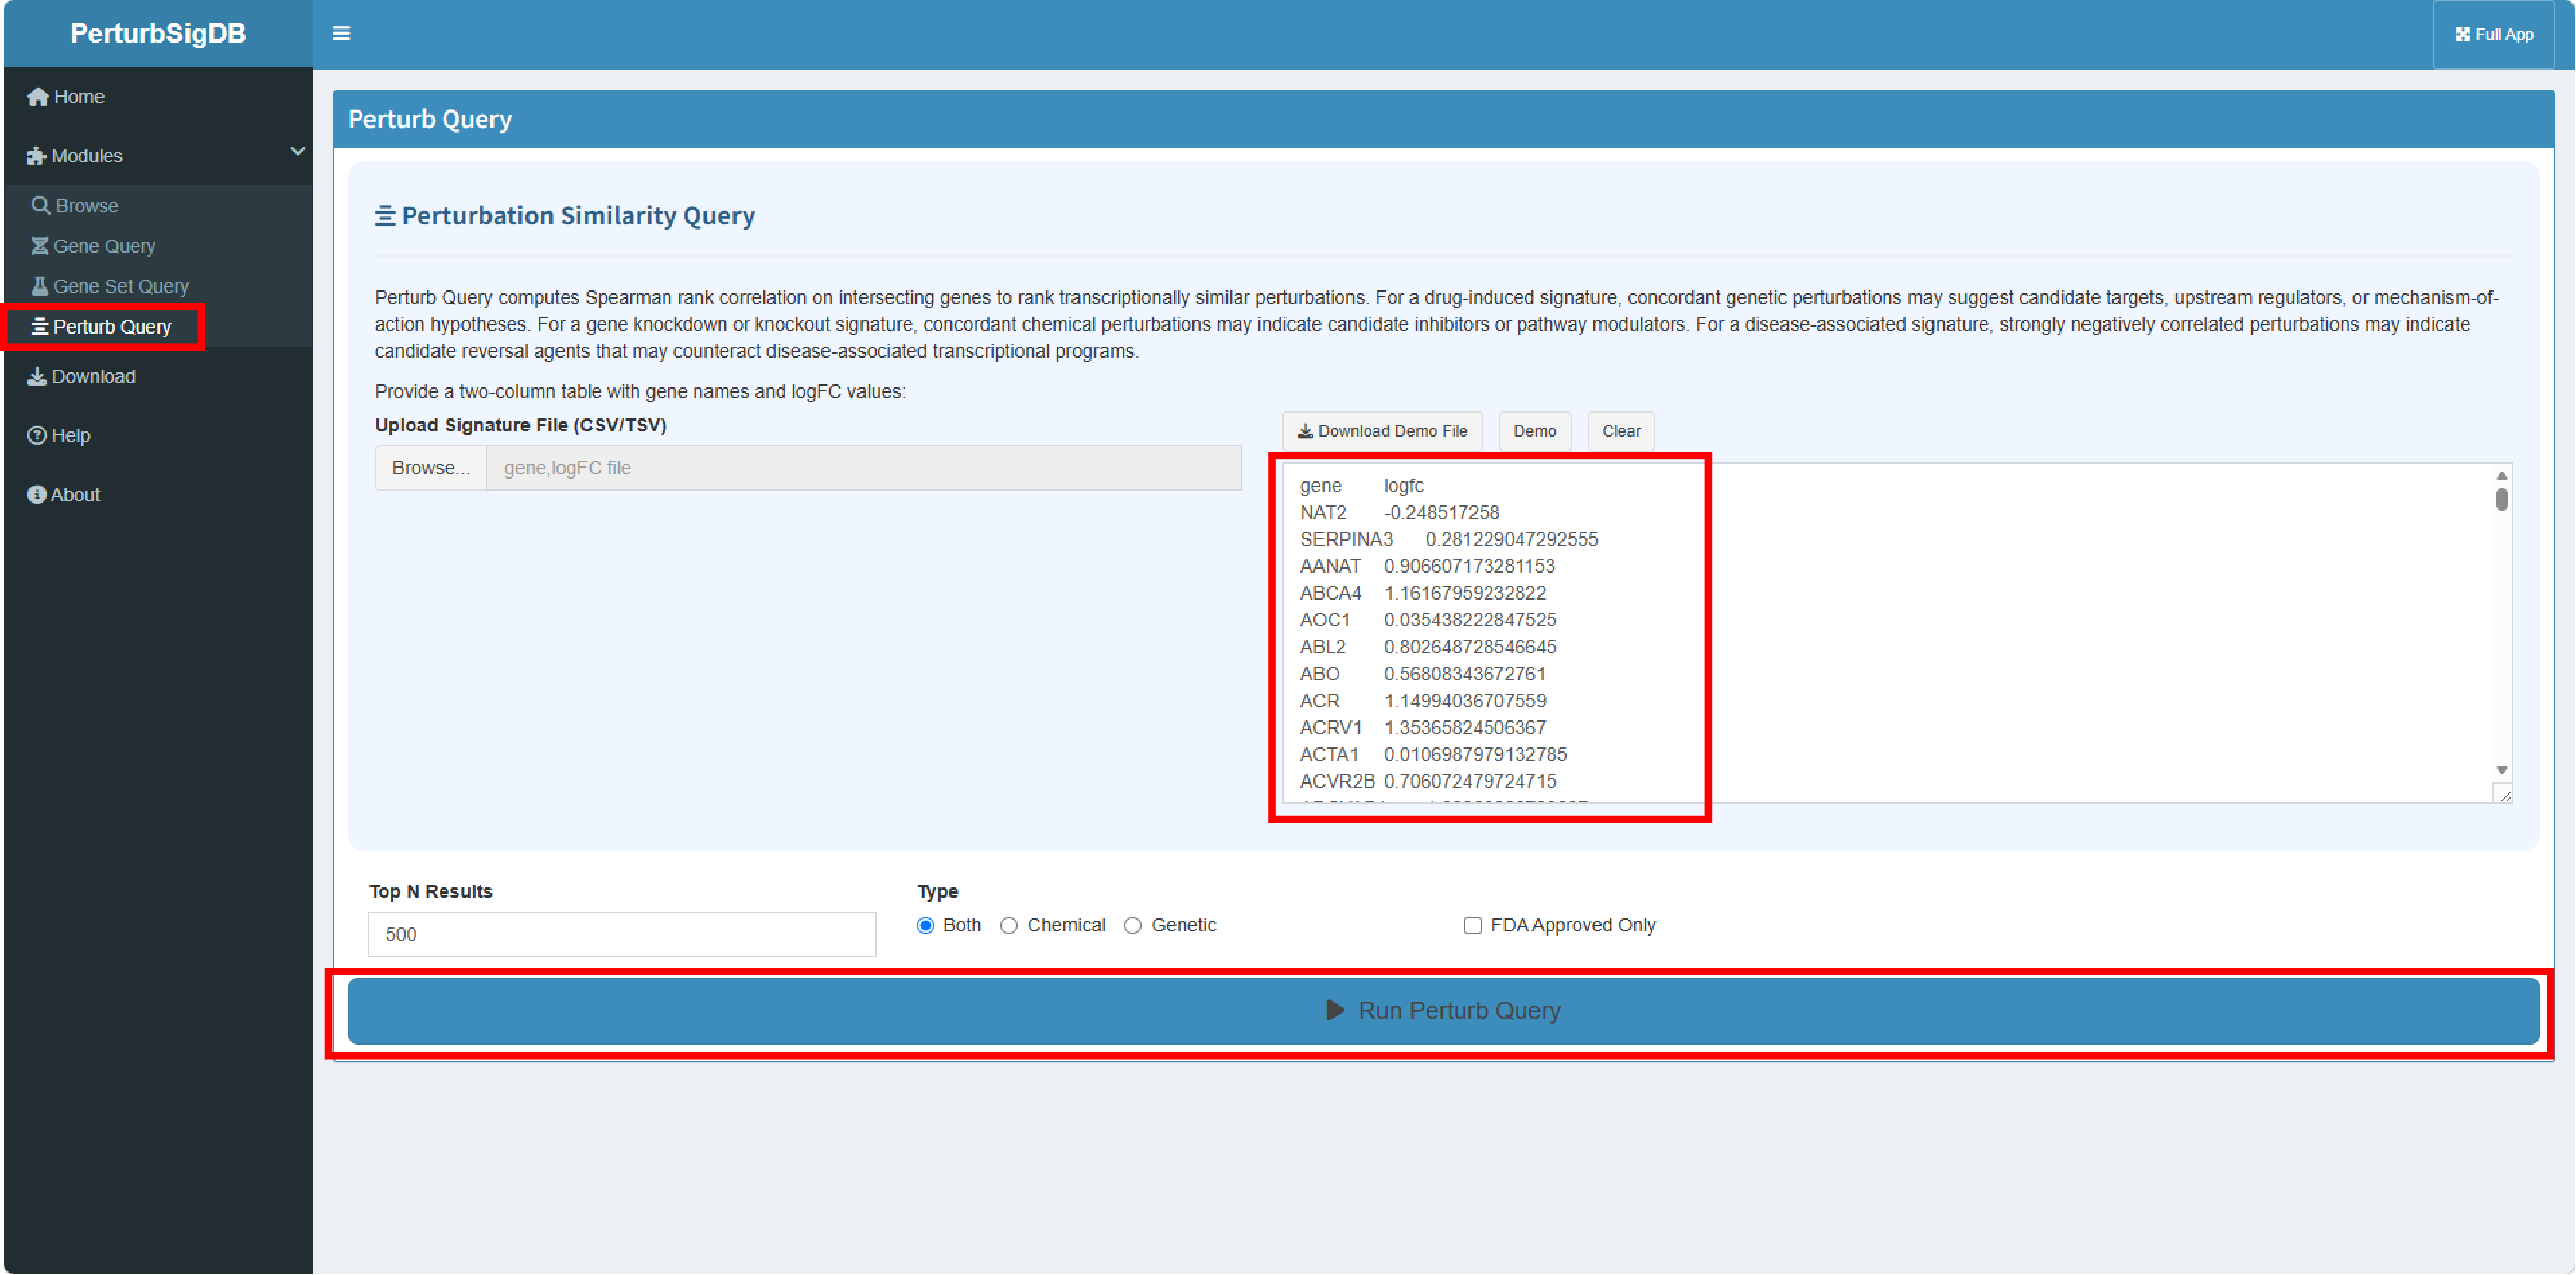 PerturbSigDB
Full App
Home
Modules
Browse
Gene Query
Gene Set Query
Perturb Query
Download
Help
About
Perturb Query
Perturbation Similarity Query
Perturb Query computes Spearman rank correlation on intersecting genes to rank transcriptionally similar perturbations. For a drug-induced signature, concordant genetic perturbations may suggest candidate targets, upstream regulators, or mechanism-of-
action hypotheses. For a gene knockdown or knockout signature, concordant chemical perturbations may indicate candidate inhibitors or pathway modulators. For a disease-associated signature, strongly negatively correlated perturbations may indicate
candidate reversal agents that may counteract disease-associated transcriptional programs.
Provide a two-column table with gene names and logFC values:
Upload Signature File (CSV/TSV)
Browse... gene,logFC file
Download Demo File Demo Clear
gene logfc
NAT2 -0.248517258
SERPINA3 0.281229047292555
AANAT 0.906607173281153
ABCA4 1.16167959232822
AOC1 0.035438222847525
ABL2 0.802648728546645
ABO 0.56808343672761
ACR 1.14994036707559
ACRV1 1.35365824506367
ACTA1 0.0106987979132785
ACVR2B 0.706072479724715
Top N Results
500
Type
Both Chemical Genetic
FDA Approved Only
Run Perturb Query